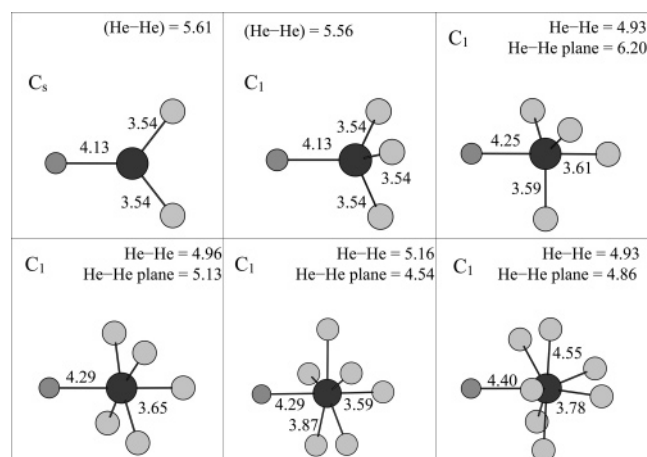 (He−He) = 5.61
Cs
4.13
3.54
3.54
(He−He) = 5.56
C1
4.13
3.54
3.54
3.54
He−He = 4.93
He−He plane = 6.20
C1
4.25
3.61
3.59
He−He = 4.96
He−He plane = 5.13
C1
4.29
3.65
He−He = 5.16
He−He plane = 4.54
C1
4.29
3.59
3.87
He−He = 4.93
He−He plane = 4.86
C1
4.55
4.40
3.78